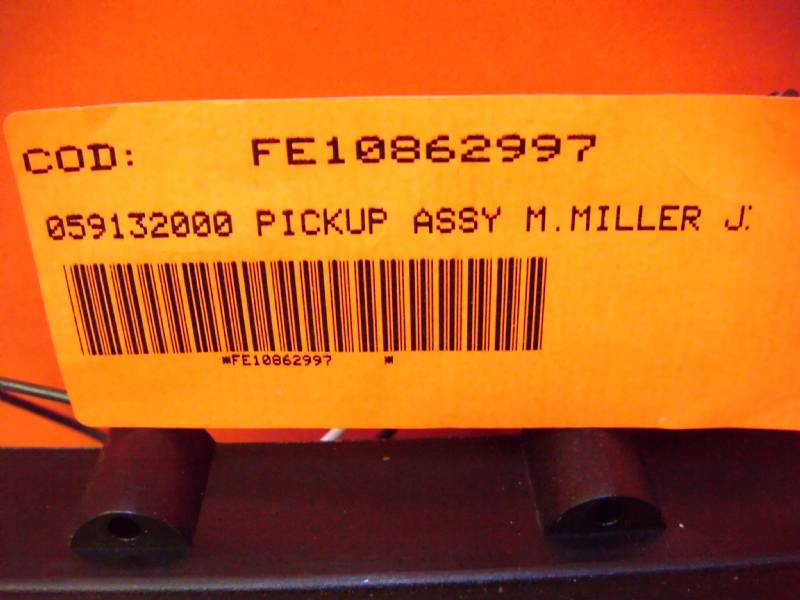 COD: FE10862997
059132000 PICKUP ASSY M.MILLER J
*FE10862997 *